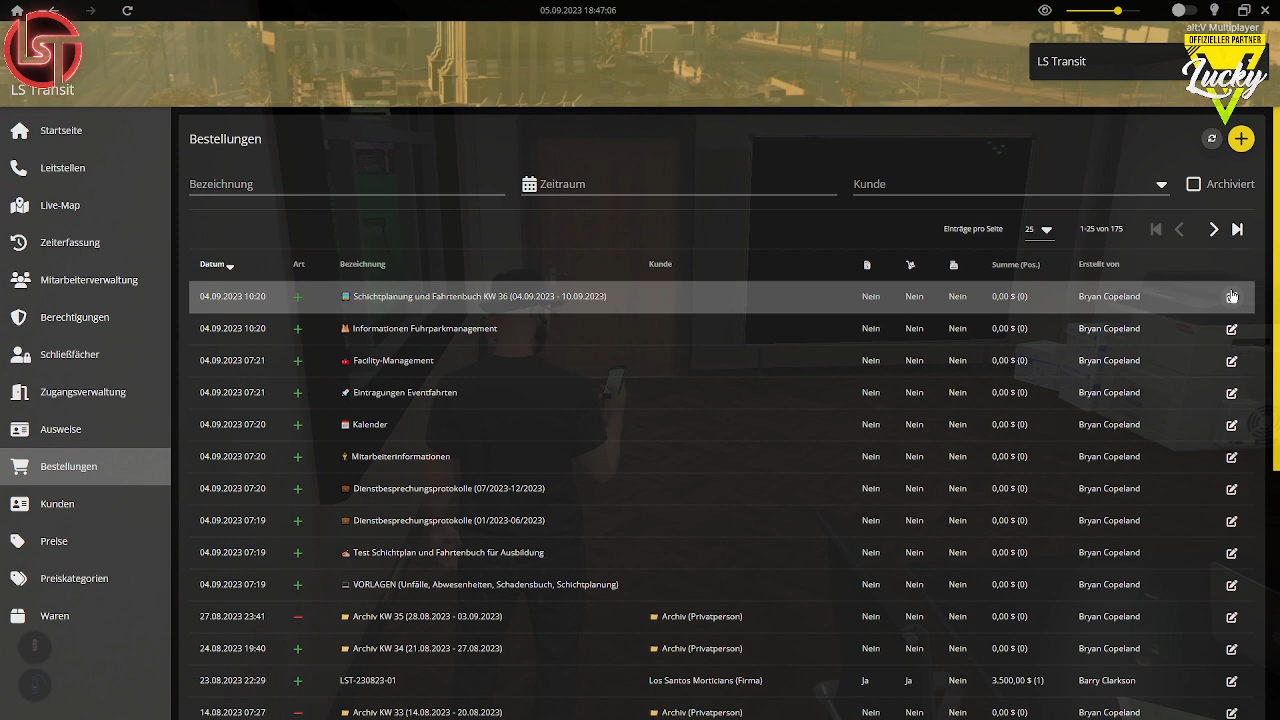 05.09.2023 18:47:06
alt:V Multiplayer
OFFIZIELLER PARTNER
Lucky V
LST
LS Transit
LS Transit
Startseite
Leitstellen
Live-Map
Zeiterfassung
Mitarbeiterverwaltung
Berechtigungen
Schließfächer
Zugangsverwaltung
Ausweise
Bestellungen
Kunden
Preise
Preiskategorien
Waren
Bestellungen
Bezeichnung Zeitraum Kunde Archiviert
Einträge pro Seite 25 1-25 von 175
Datum Art Bezeichnung Kunde Summe (Pos.) Erstellt von
04.09.2023 10:20 + Schichtplanung und Fahrtenbuch KW 36 (04.09.2023 - 10.09.2023) Nein Nein Nein 0,00 $ (0) Bryan Copeland
04.09.2023 10:20 + Informationen Fuhrparkmanagement Nein Nein Nein 0,00 $ (0) Bryan Copeland
04.09.2023 07:21 + Facility-Management Nein Nein Nein 0,00 $ (0) Bryan Copeland
04.09.2023 07:21 + Eintragungen Eventfahrten Nein Nein Nein 0,00 $ (0) Bryan Copeland
04.09.2023 07:20 + Kalender Nein Nein Nein 0,00 $ (0) Bryan Copeland
04.09.2023 07:20 + Mitarbeiterinformationen Nein Nein Nein 0,00 $ (0) Bryan Copeland
04.09.2023 07:20 + Dienstbesprechungsprotokolle (07/2023-12/2023) Nein Nein Nein 0,00 $ (0) Bryan Copeland
04.09.2023 07:19 + Dienstbesprechungsprotokolle (01/2023-06/2023) Nein Nein Nein 0,00 $ (0) Bryan Copeland
04.09.2023 07:19 + Test Schichtplan und Fahrtenbuch für Ausbildung Nein Nein Nein 0,00 $ (0) Bryan Copeland
04.09.2023 07:19 + VORLAGEN (Unfälle, Abwesenheiten, Schadensbuch, Schichtplanung) Nein Nein Nein 0,00 $ (0) Bryan Copeland
27.08.2023 23:41 − Archiv KW 35 (28.08.2023 - 03.09.2023) Archiv (Privatperson) Nein Nein Nein 0,00 $ (0) Bryan Copeland
24.08.2023 19:40 + Archiv KW 34 (21.08.2023 - 27.08.2023) Archiv (Privatperson) Nein Nein Nein 0,00 $ (0) Bryan Copeland
23.08.2023 22:29 + LST-230823-01 Los Santos Morticians (Firma) Ja Ja Nein 3.500,00 $ (1) Barry Clarkson
14.08.2023 07:27 − Archiv KW 33 (14.08.2023 - 20.08.2023) Archiv (Privatperson) Nein Nein Nein 0,00 $ (0) Bryan Copeland